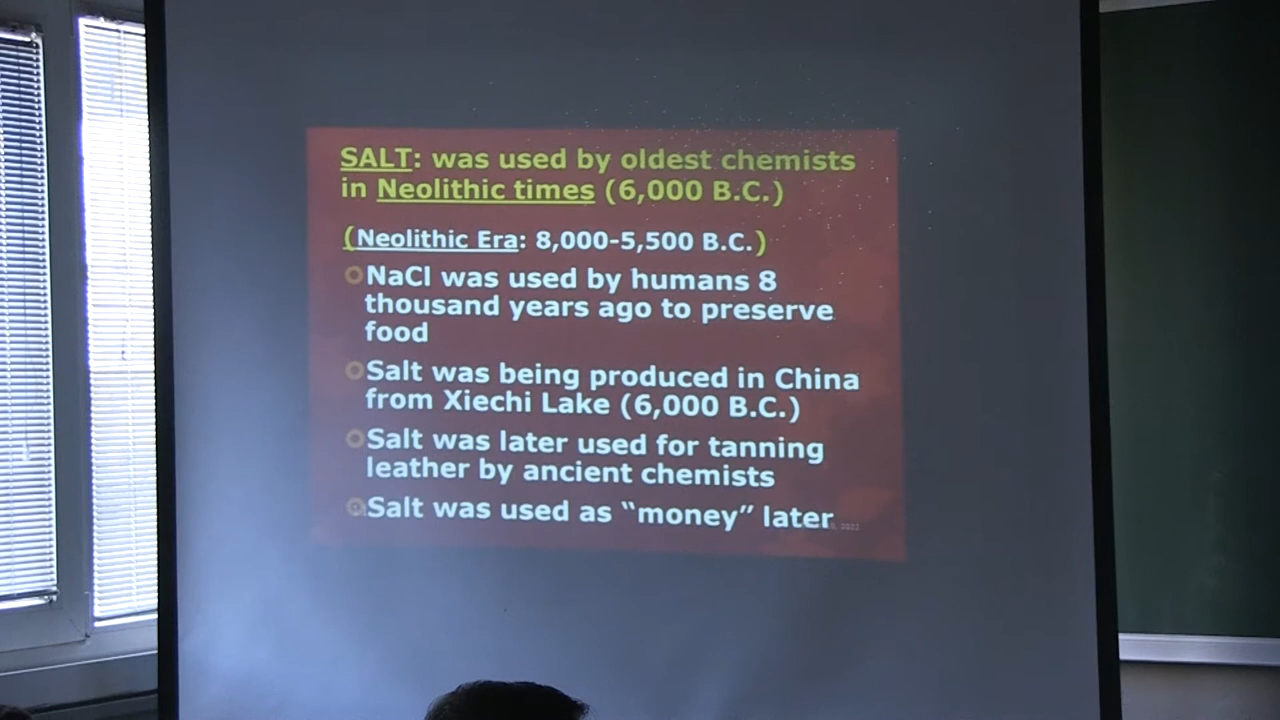 SALT: was used by oldest chemists
in Neolithic times (6,000 B.C.)
(Neolithic Era: 8,000-5,500 B.C.)
NaCl was used by humans 8
thousand years ago to preserve
food
Salt was being produced in China
from Xiechi Lake (6,000 B.C.)
Salt was later used for tanning
leather by ancient chemists
Salt was used as “money” later
2022